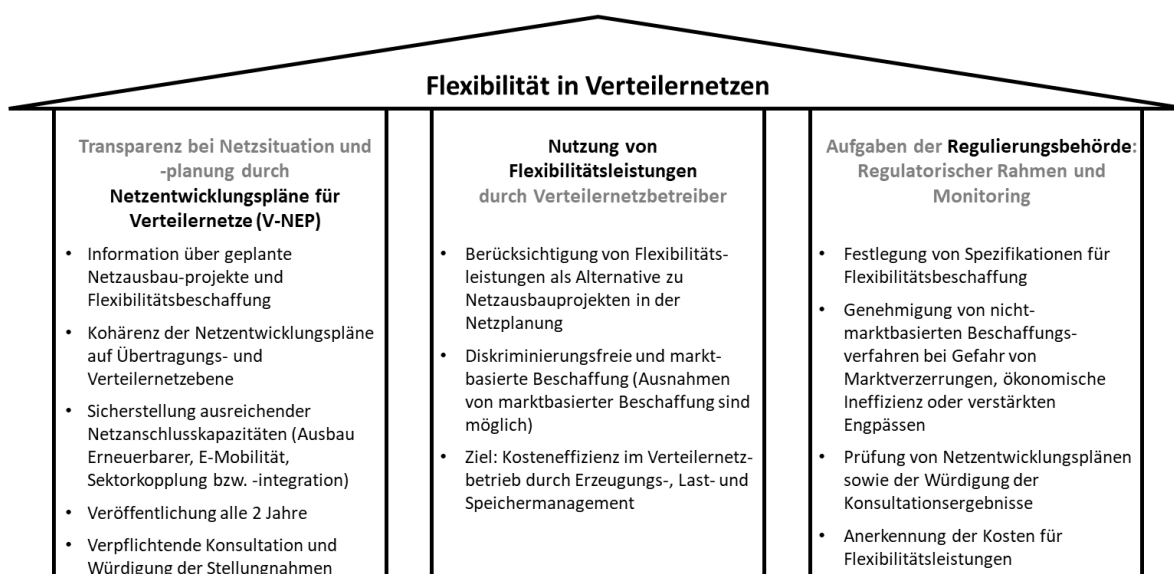 Flexibilität in Verteilernetzen
Transparenz bei Netzsituation und
-planung durch
Netzentwicklungspläne für
Verteilernetze (V-NEP)
• Information über geplante
Netzausbau-projekte und
Flexibilitätsbeschaffung
• Kohärenz der Netzentwicklungspläne
auf Übertragungs- und
Verteilernetzebene
• Sicherstellung ausreichender
Netzanschlusskapazitäten (Ausbau
Erneuerbarer, E-Mobilität,
Sektorkopplung bzw. -integration)
• Veröffentlichung alle 2 Jahre
• Verpflichtende Konsultation und
Würdigung der Stellungnahmen
Nutzung von
Flexibilitätsleistungen
durch Verteilernetzbetreiber
• Berücksichtigung von Flexibilitäts-
leistungen als Alternative zu
Netzausbauprojekten in der
Netzplanung
• Diskriminierungsfreie und markt-
basierte Beschaffung (Ausnahmen
von marktbasierter Beschaffung sind
möglich)
• Ziel: Kosteneffizienz im Verteilernetz-
betrieb durch Erzeugungs-, Last- und
Speichermanagement
Aufgaben der Regulierungsbehörde:
Regulatorischer Rahmen und
Monitoring
• Festlegung von Spezifikationen für
Flexibilitätsbeschaffung
• Genehmigung von nicht-
marktbasierten Beschaffungs-
verfahren bei Gefahr von
Marktverzerrungen, ökonomische
Ineffizienz oder verstärkten
Engpässen
• Prüfung von Netzentwicklungsplänen
sowie der Würdigung der
Konsultationsergebnisse
• Anerkennung der Kosten für
Flexibilitätsleistungen